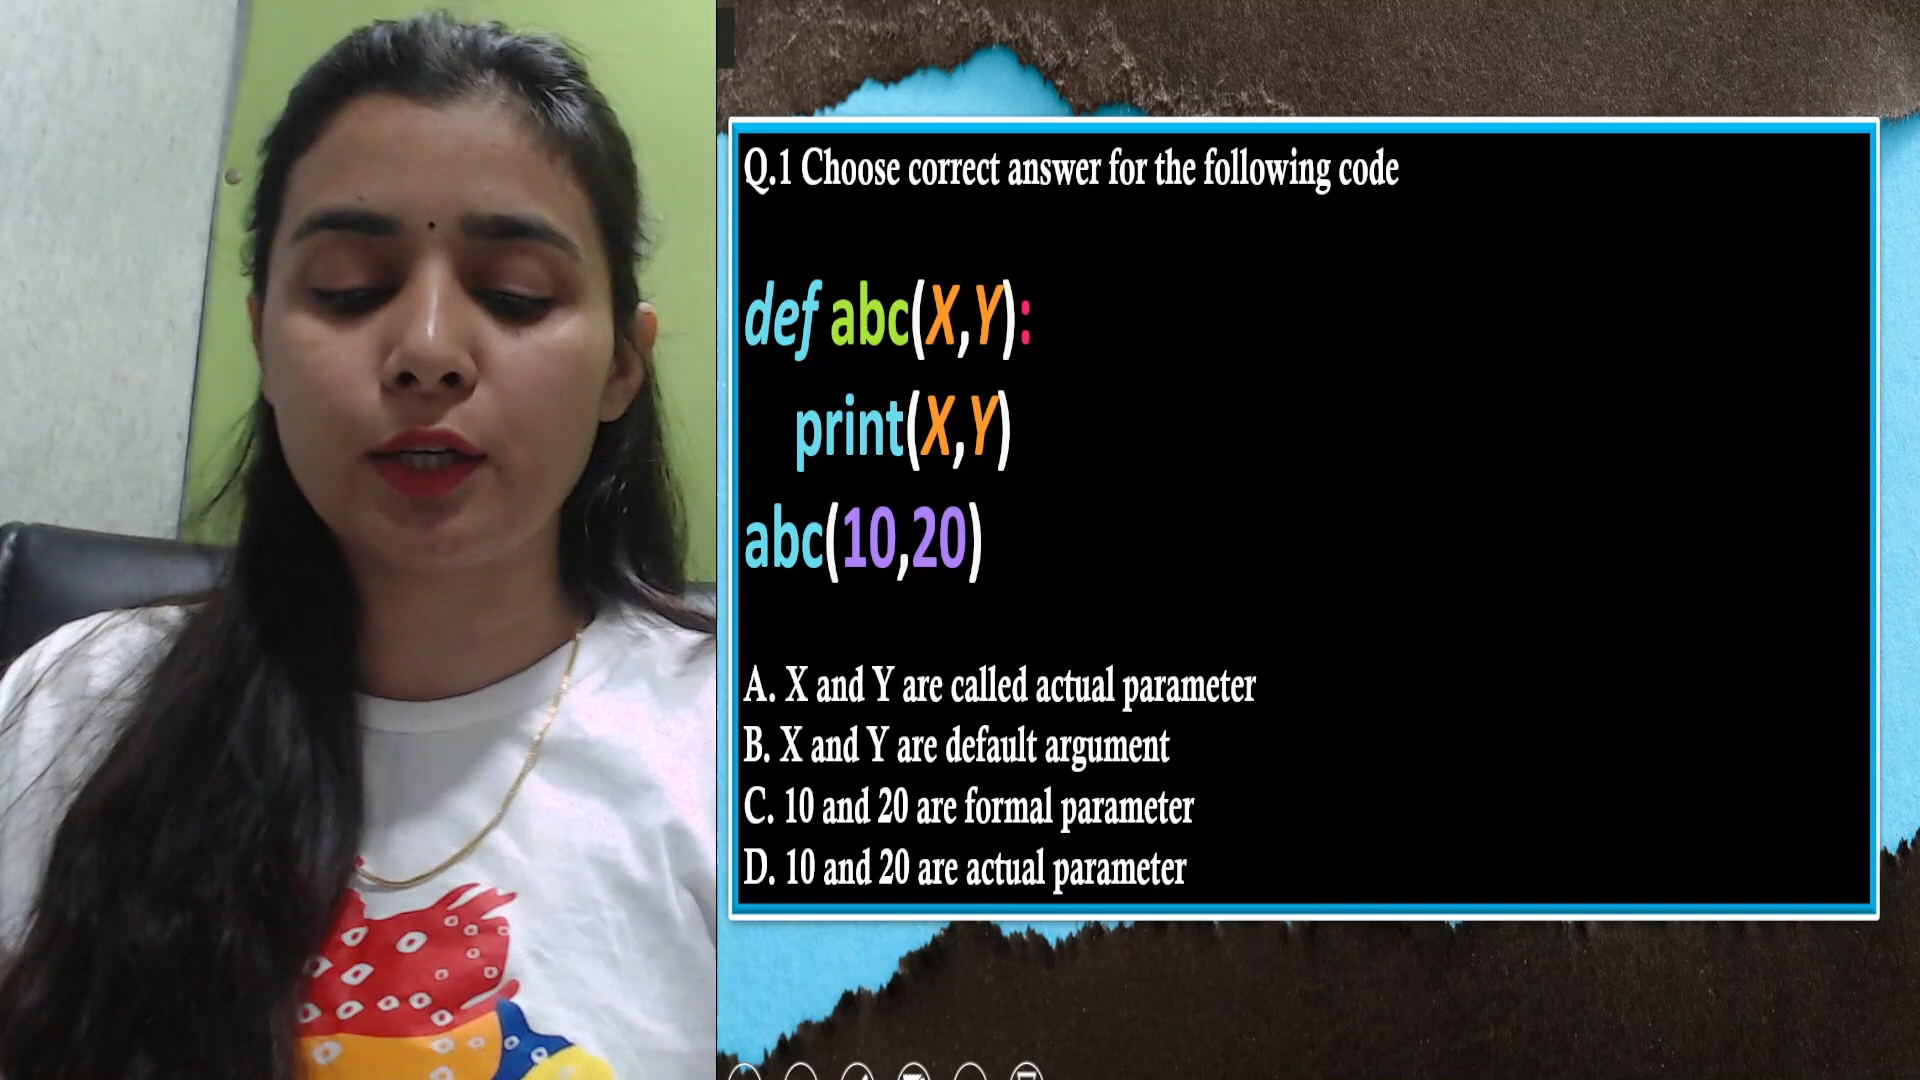 Q.1 Choose correct answer for the following code
def abc(X,Y):
print(X,Y)
abc(10,20)
A. X and Y are called actual parameter
B. X and Y are default argument
C. 10 and 20 are formal parameter
D. 10 and 20 are actual parameter